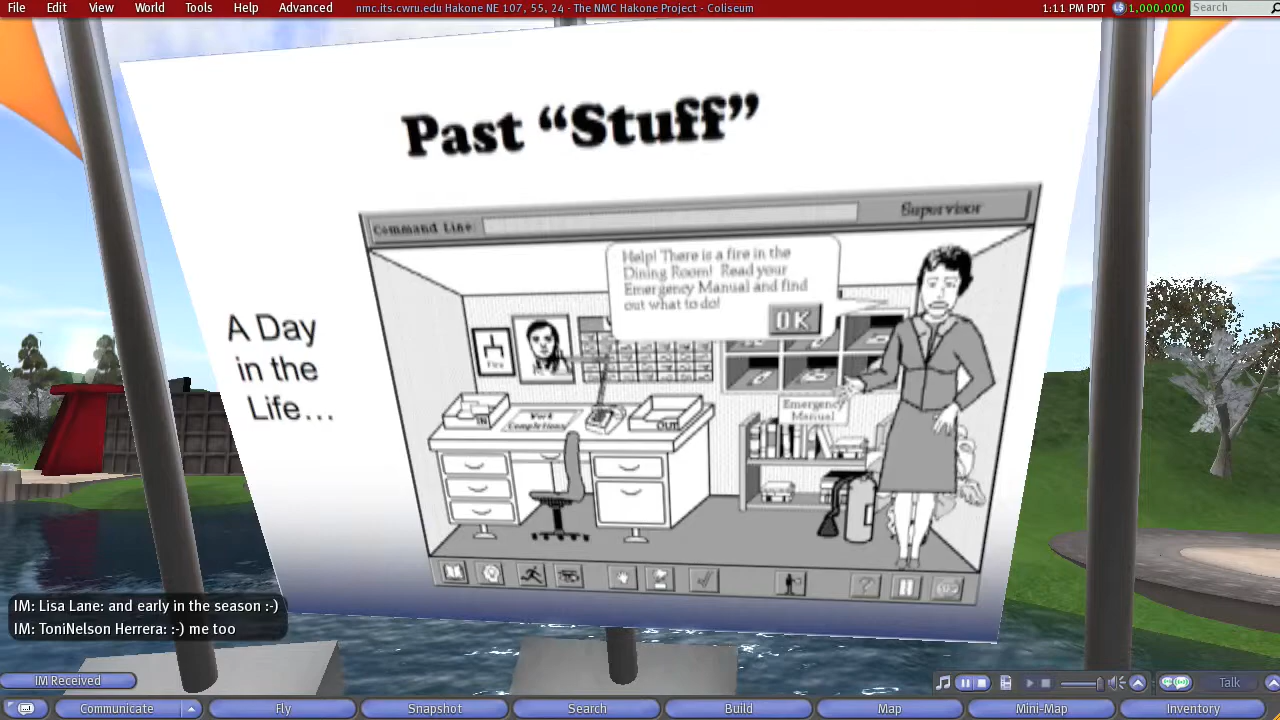 File Edit View World Tools Help Advanced nmc.its.cwru.edu Hakone NE 107, 55, 24 - The NMC Hakone Project - Coliseum 1:11 PM PDT L$ 1,000,000 Search
Past “Stuff”
Command Line Supervisor
Help! There is a fire in the
Dining Room! Read your
Emergency Manual and find
out what to do!
OK
A Day
in the
Life...
Fire
Emergency
Manual
IN
Work
Completions
OUT
IM: Lisa Lane: and early in the season :-)
IM: ToniNelson Herrera: :-) me too
IM Received
Talk
Communicate Fly Snapshot Search Build Map Mini-Map Inventory